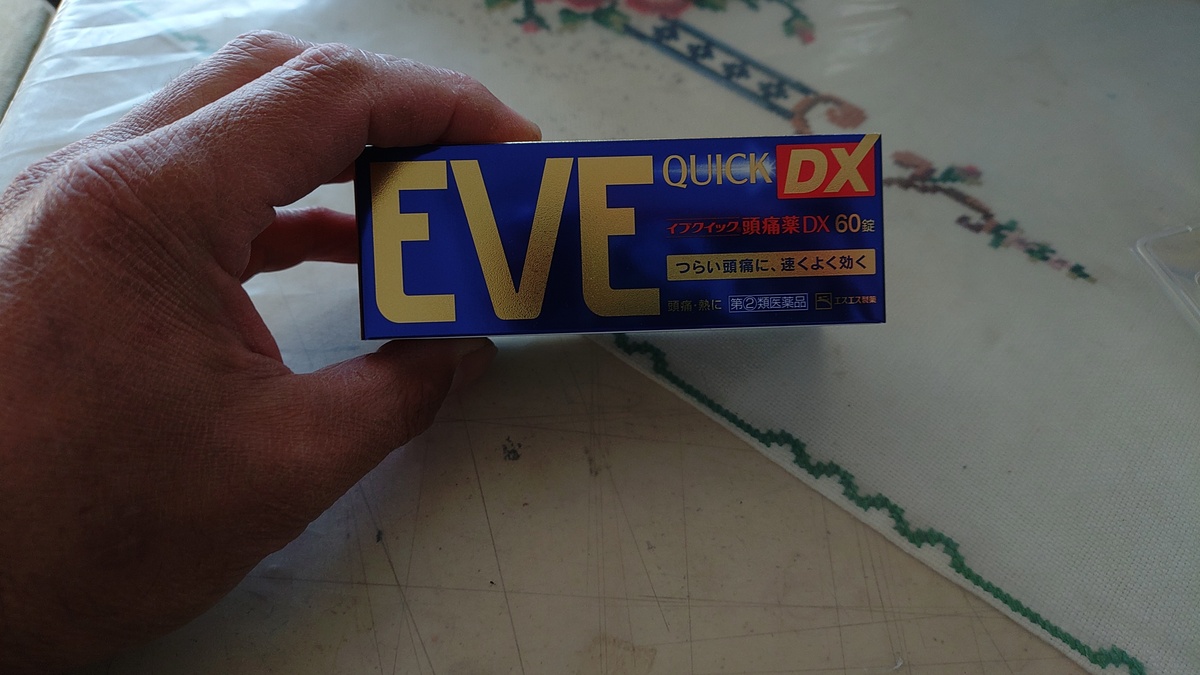 EVE
QUICK DX
イブクイック頭痛薬DX 60錠
つらい頭痛に、速くよく効く
頭痛・熱に 指②類医薬品 エスエス製薬